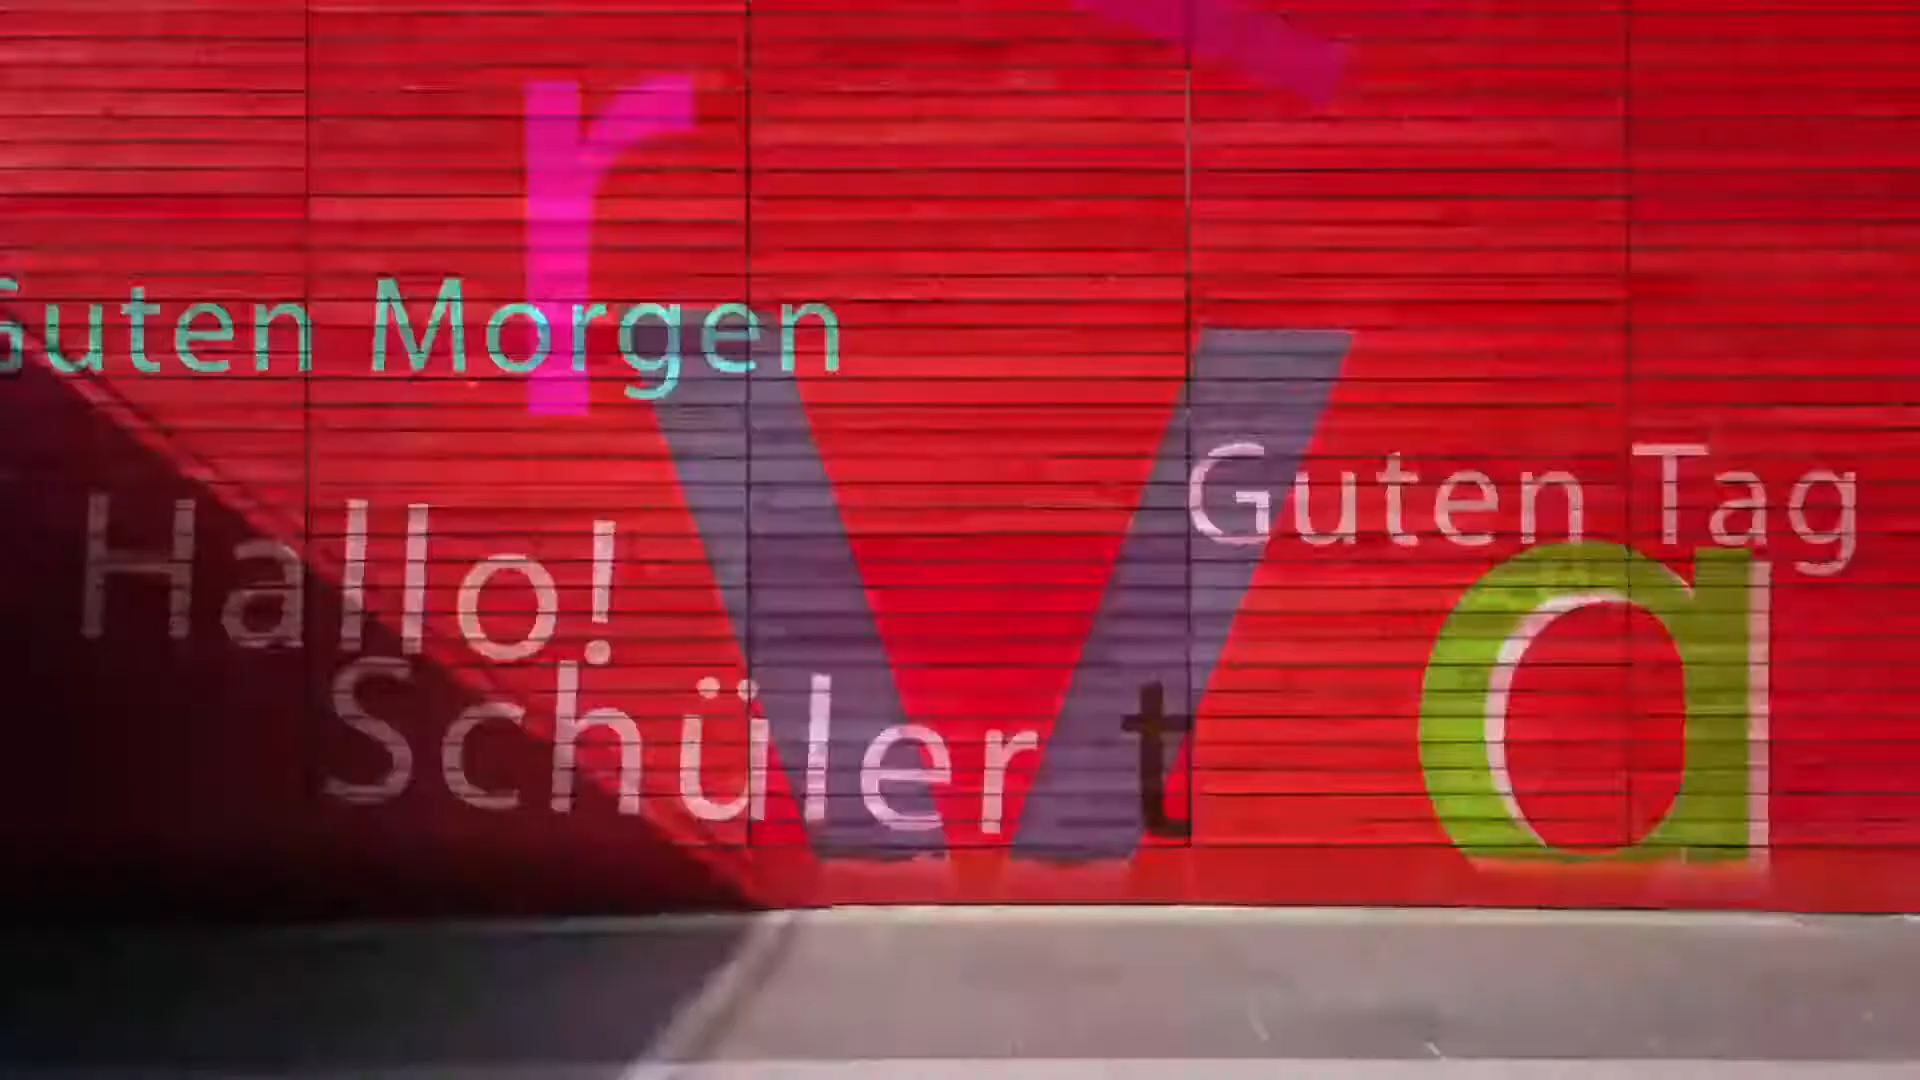 r
Guten Morgen
V
Guten Tag
Hallo!
a
Schüler
t